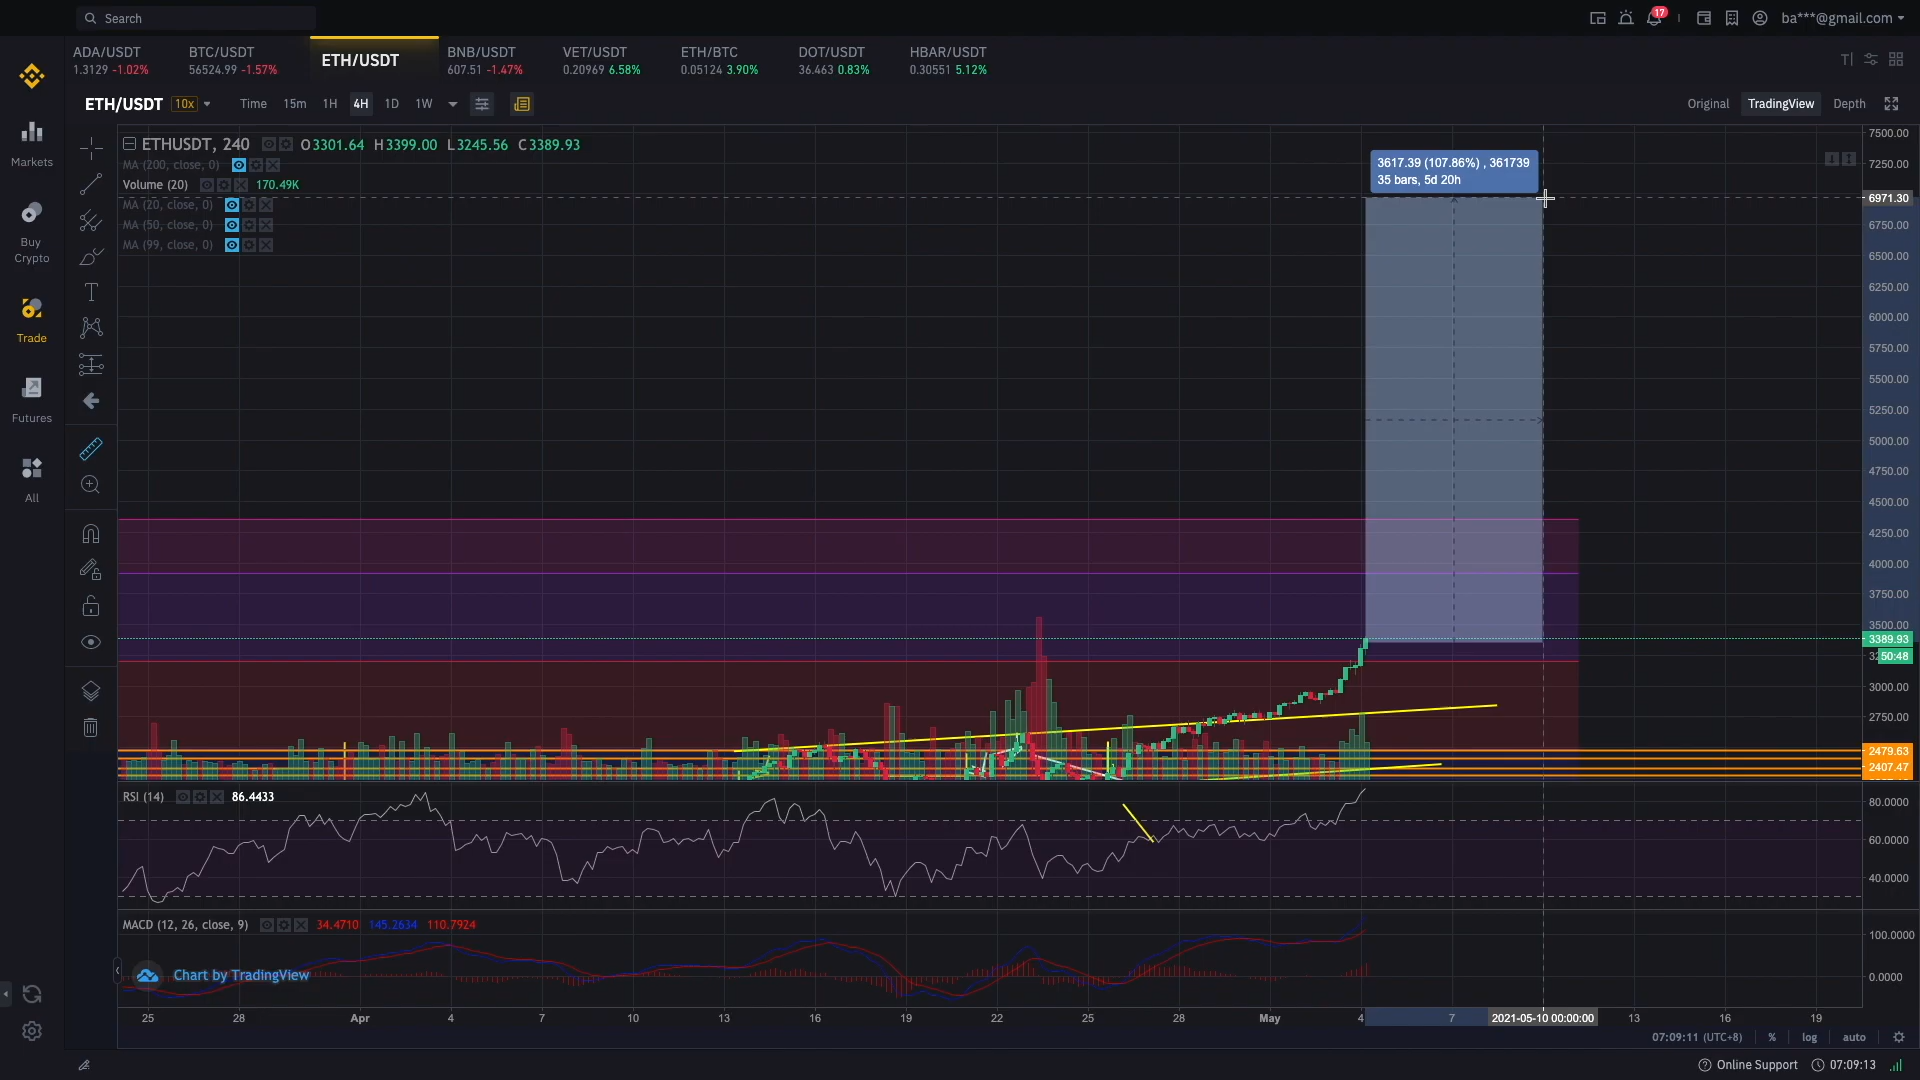 Search
17
ba***@gmail.com
ADA/USDT
1.3129 -1.02%
BTC/USDT
56524.99 -1.57%
ETH/USDT
BNB/USDT
607.51 -1.47%
VET/USDT
0.20969 6.58%
ETH/BTC
0.05124 3.90%
DOT/USDT
36.463 0.83%
HBAR/USDT
0.30551 5.12%
ETH/USDT 10x
Time 15m 1H 4H 1D 1W
Original TradingView Depth
Markets
Buy
Crypto
Trade
Futures
All
ETHUSDT, 240 O3301.64 H3399.00 L3245.56 C3389.93
MA (200, close, 0)
Volume (20) 170.49K
MA (20, close, 0)
MA (50, close, 0)
MA (99, close, 0)
3617.39 (107.86%) , 361739
35 bars, 5d 20h
7500.00
7250.00
6971.30
6750.00
6500.00
6250.00
6000.00
5750.00
5500.00
5250.00
5000.00
4750.00
4500.00
4250.00
4000.00
3750.00
3500.00
3389.93
50:48
3000.00
2750.00
2479.63
2407.47
RSI (14) 86.4433
80.0000
60.0000
40.0000
MACD (12, 26, close, 9) 34.4710 145.2634 110.7924
100.0000
0.0000
Chart by TradingView
25 28 Apr 4 7 10 13 16 19 22 25 28 May 4 7 2021-05-10 00:00:00 13 16 19
07:09:11 (UTC+8) % log auto
Online Support 07:09:13